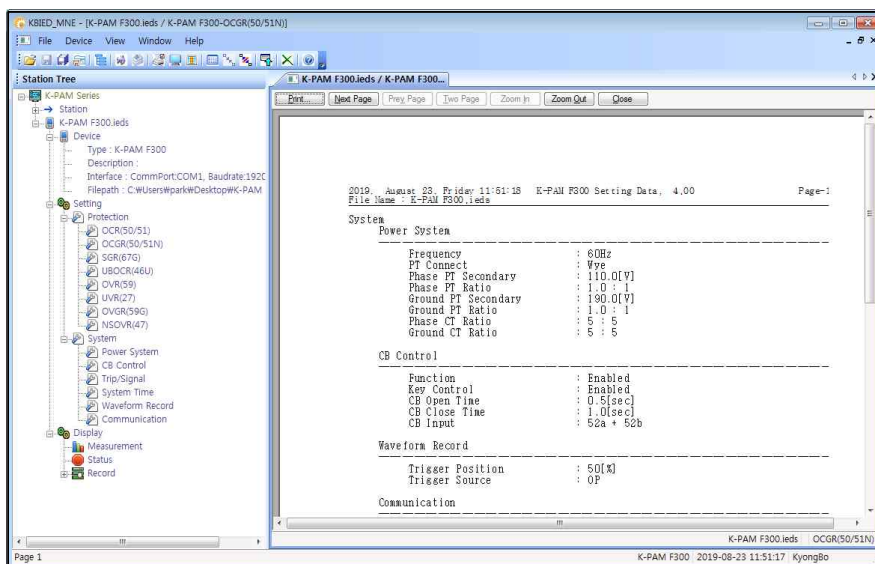 KBIED_MNE - [K-PAM F300.ieds / K-PAM F300-OCGR(50/51N)]
File Device View Window Help
Station Tree
K-PAM Series
Station
K-PAM F300.ieds
Device
Type : K-PAM F300
Description :
Interface : CommPort:COM1, Baudrate:1920
Filepath : C:₩Users₩park₩Desktop₩K-PAM
Setting
Protection
OCR(50/51)
OCGR(50/51N)
SGR(67G)
UBOCR(46U)
OVR(59)
UVR(27)
OVGR(59G)
NSOVR(47)
System
Power System
CB Control
Trip/Signal
System Time
Waveform Record
Communication
Display
Measurement
Status
Record
K-PAM F300.ieds / K-PAM F300...
Print... Next Page Prev Page Two Page Zoom In Zoom Out Close
2019. August 23. Friday 11:51:18 K-PAM F300 Setting Data, 4.00 Page-1
File Name : K-PAM F300.ieds
System
Power System
Frequency : 60Hz
PT Connect : Wye
Phase PT Secondary : 110.0[V]
Phase PT Ratio : 1.0 : 1
Ground PT Secondary : 190.0[V]
Ground PT Ratio : 1.0 : 1
Phase CT Ratio : 5 : 5
Ground CT Ratio : 5 : 5
CB Control
Function : Enabled
Key Control : Enabled
CB Open Time : 0.5[sec]
CB Close Time : 1.0[sec]
CB Input : 52a + 52b
Waveform Record
Trigger Position : 50[%]
Trigger Source : OP
Communication
K-PAM F300.ieds OCGR(50/51N)
Page 1 K-PAM F300 2019-08-23 11:51:17 KyongBo